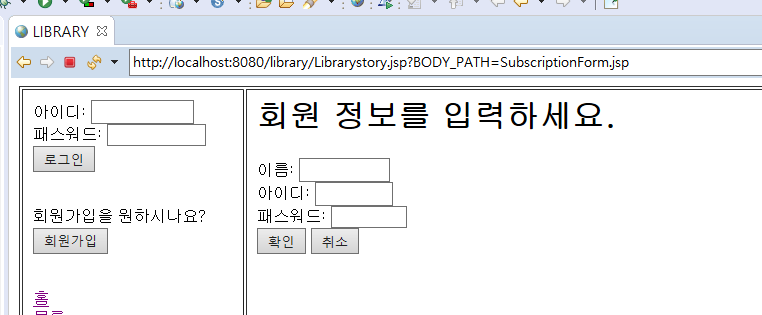 LIBRARY
http://localhost:8080/library/Librarystory.jsp?BODY_PATH=SubscriptionForm.jsp
아이디:
패스워드:
로그인
회원가입을 원하시나요?
회원가입
홈
회원 정보를 입력하세요.
이름:
아이디:
패스워드:
확인 취소